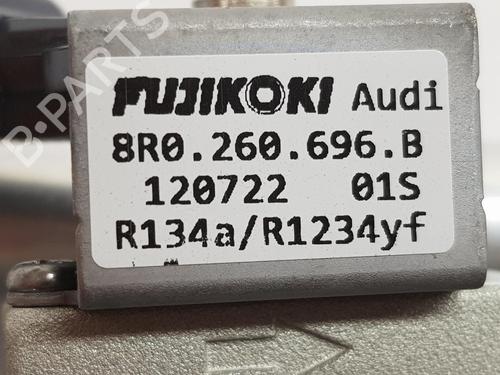 FUJIKOKI Audi
8R0.260.696.B
120722 01S
R134a/R1234yf
B-PARTS